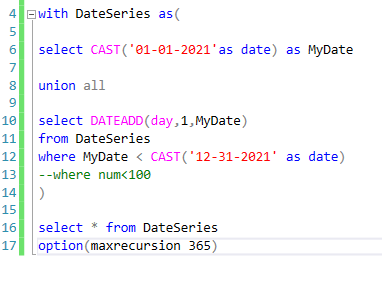 4 with DateSeries as(
5
6 select CAST('01-01-2021'as date) as MyDate
7
8 union all
9
10 select DATEADD(day,1,MyDate)
11 from DateSeries
12 where MyDate < CAST('12-31-2021' as date)
13 --where num<100
14 )
15
16 select * from DateSeries
17 option(maxrecursion 365)